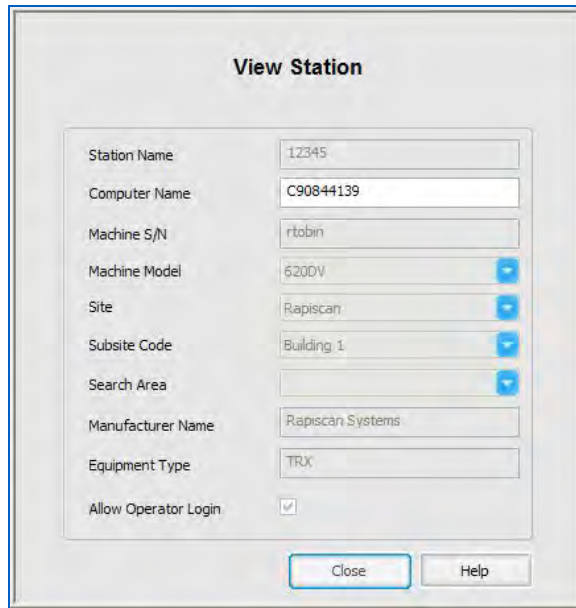 View Station
Station Name 12345
Computer Name C90844139
Machine S/N rtobin
Machine Model 620DV
Site Rapiscan
Subsite Code Building 1
Search Area
Manufacturer Name Rapiscan Systems
Equipment Type TRX
Allow Operator Login
Close Help